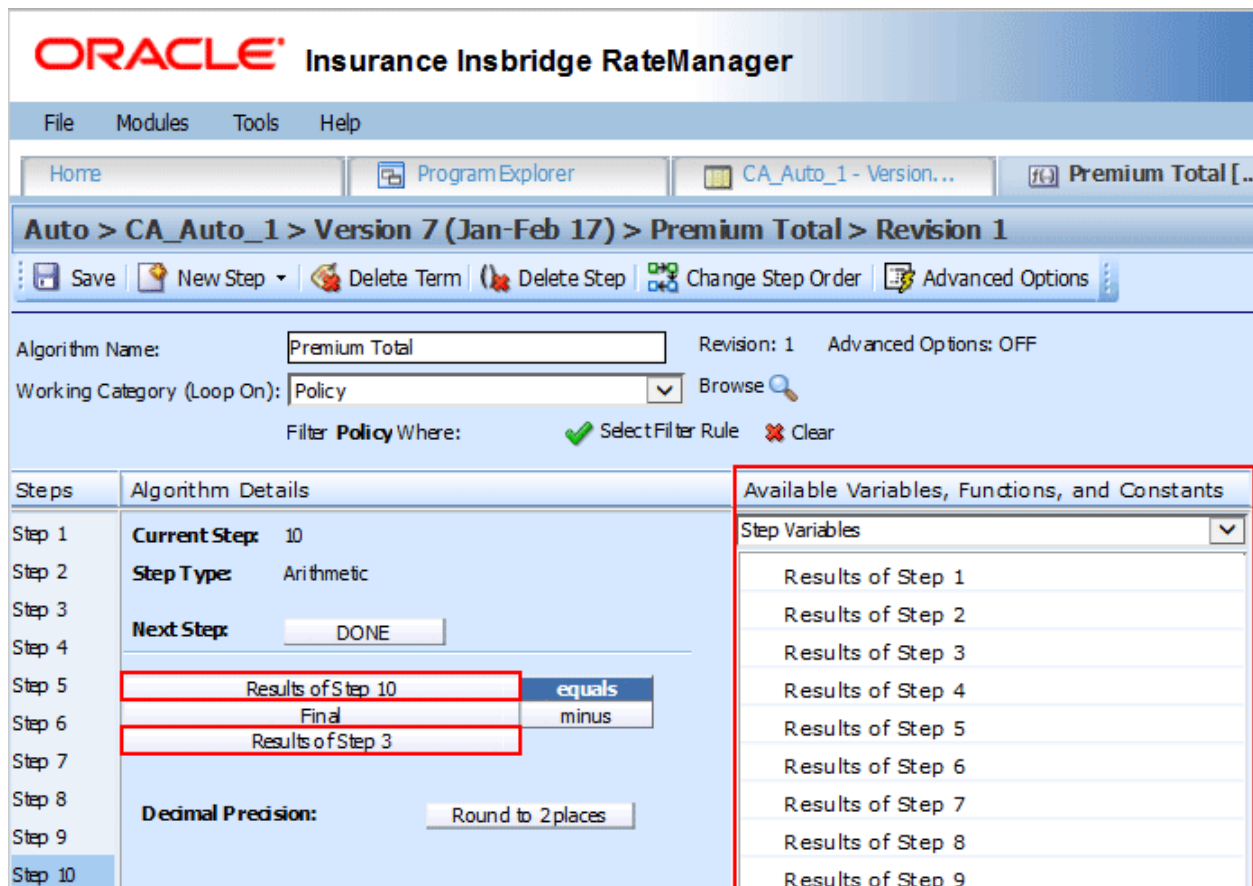 ORACLE® Insurance Insbridge RateManager
File Modules Tools Help
Home Program Explorer CA_Auto_1 - Version... Premium Total [...
Auto > CA_Auto_1 > Version 7 (Jan-Feb 17) > Premium Total > Revision 1
Save New Step Delete Term Delete Step Change Step Order Advanced Options
Algorithm Name: Premium Total Revision: 1 Advanced Options: OFF
Working Category (Loop On): Policy Browse
Filter Policy Where: Select Filter Rule Clear
Steps Algorithm Details Available Variables, Functions, and Constants
Step 1 Current Step: 10 Step Variables
Step 2 Step Type: Arithmetic Results of Step 1
Step 3 Results of Step 2
Next Step: DONE
Step 4 Results of Step 3
Step 5 Results of Step 10 equals Results of Step 4
Step 6 Final minus Results of Step 5
Results of Step 3
Step 7 Results of Step 6
Step 8 Decimal Precision: Round to 2 places Results of Step 7
Step 9 Results of Step 8
Step 10 Results of Step 9